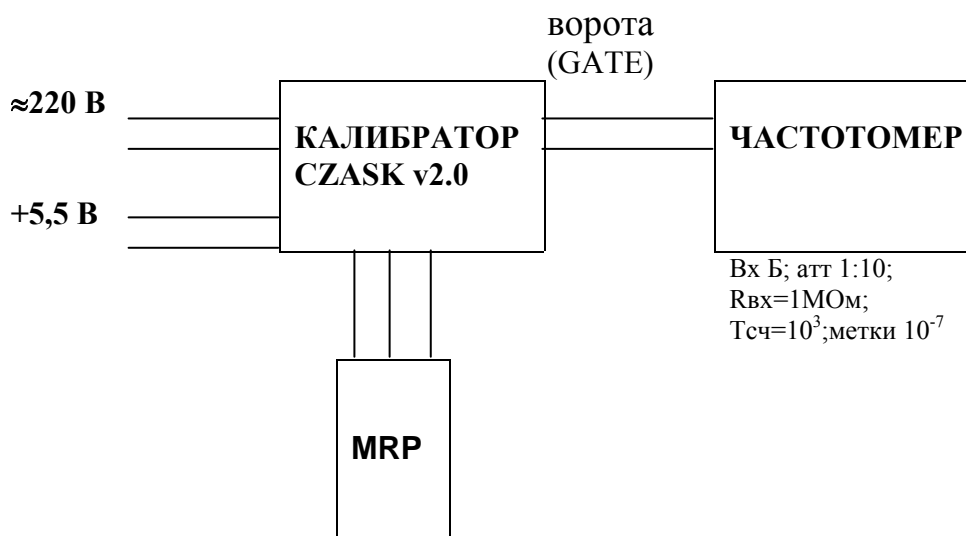 ворота
(GATE)
≈220 В
КАЛИБРАТОР
CZASK v2.0
ЧАСТОТОМЕР
+5,5 В
Вх Б; атт 1:10;
Rвх=1МОм;
Тсч=10³;метки 10⁻⁷
MRP